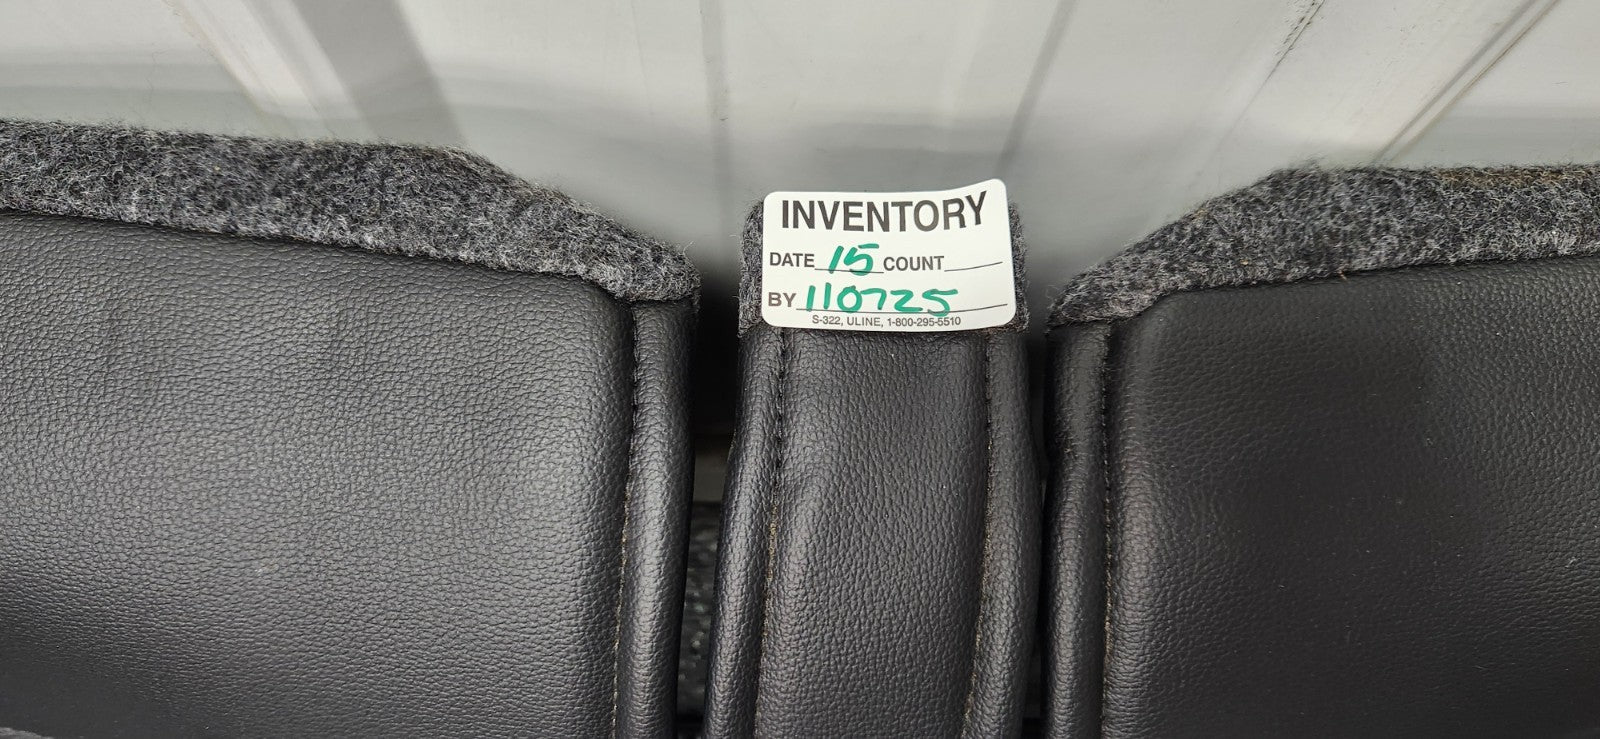 INVENTORY
DATE 15 COUNT
BY 110725
S-322, ULINE, 1-800-295-5510